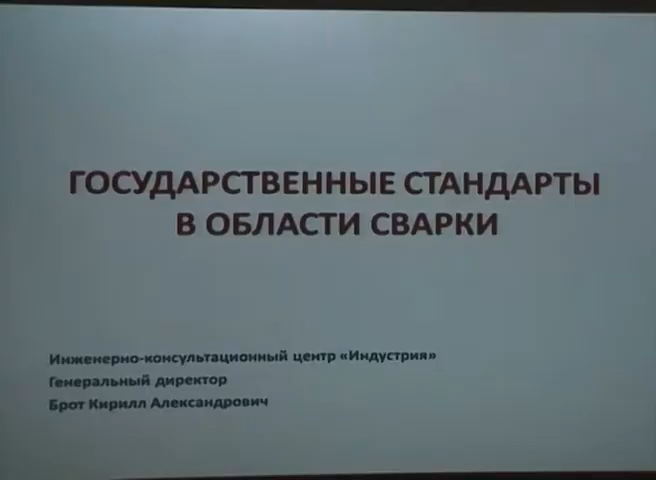 ГОСУДАРСТВЕННЫЕ СТАНДАРТЫ
В ОБЛАСТИ СВАРКИ
Инженерно-консультационный центр «Индустрия»
Генеральный директор
Брот Кирилл Александрович